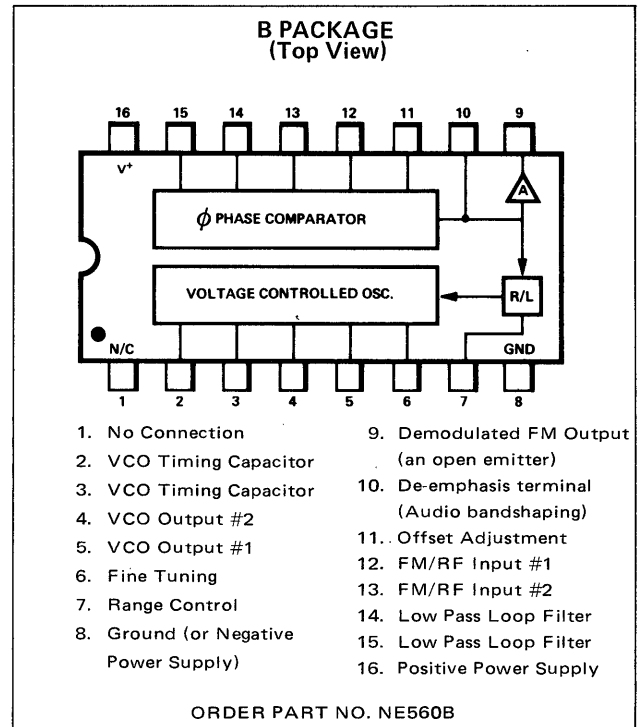 B PACKAGE
(Top View)
16 15 14 13 12 11 10 9
V+
A
ϕ PHASE COMPARATOR
VOLTAGE CONTROLLED OSC.
R/L
N/C
GND
1 2 3 4 5 6 7 8
1. No Connection
2. VCO Timing Capacitor
3. VCO Timing Capacitor
4. VCO Output #2
5. VCO Output #1
6. Fine Tuning
7. Range Control
8. Ground (or Negative
Power Supply)
9. Demodulated FM Output
(an open emitter)
10. De-emphasis terminal
(Audio bandshaping)
11. Offset Adjustment
12. FM/RF Input #1
13. FM/RF Input #2
14. Low Pass Loop Filter
15. Low Pass Loop Filter
16. Positive Power Supply
ORDER PART NO. NE560B